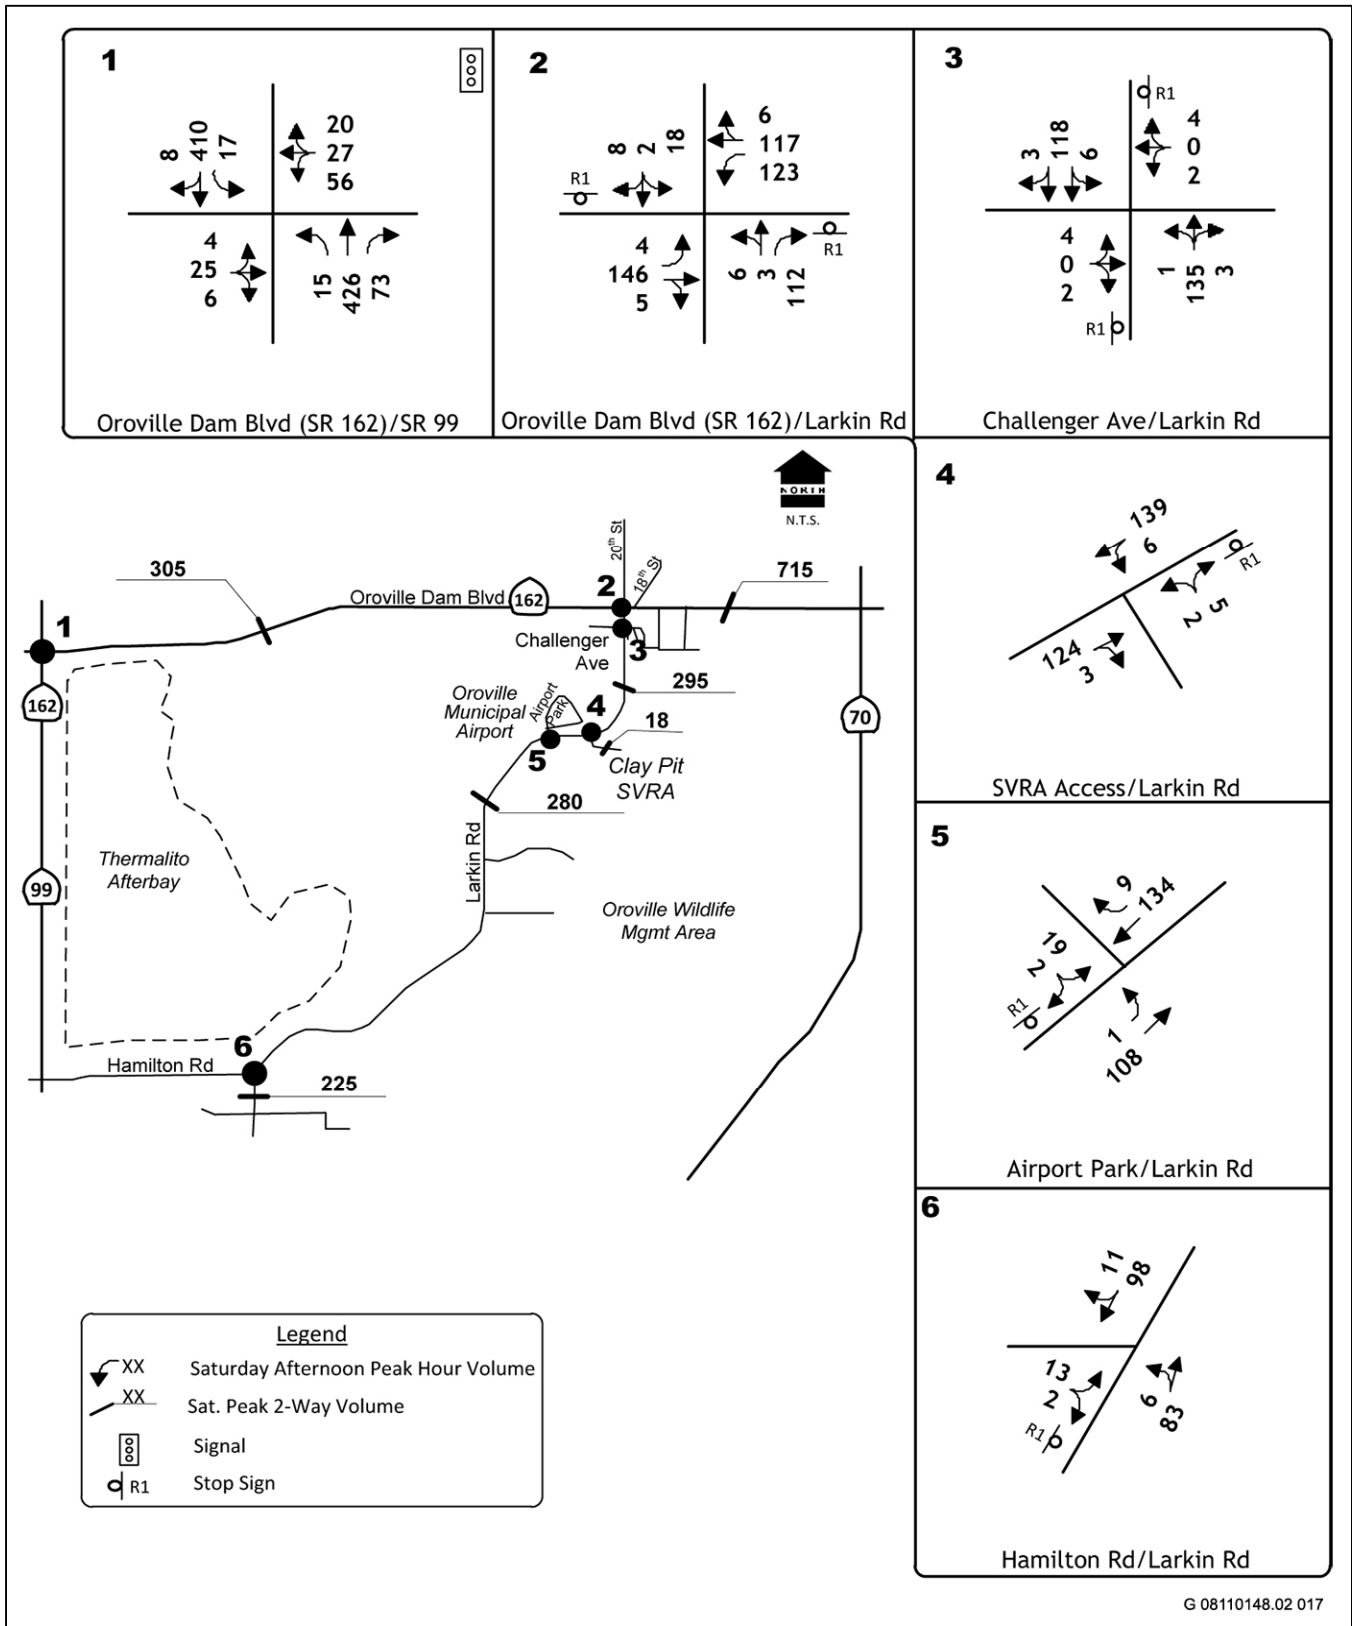 1
8
410
17
20
27
56
4
25
6
15
426
73
Oroville Dam Blvd (SR 162)/SR 99
2
8
2
18
6
117
123
R1
4
146
5
6
3
112
R1
Oroville Dam Blvd (SR 162)/Larkin Rd
3
R1
3
118
6
4
0
2
4
0
2
1
135
3
R1
Challenger Ave/Larkin Rd
4
139
6
R1
5
2
124
3
SVRA Access/Larkin Rd
5
9
134
19
2
R1
1
108
Airport Park/Larkin Rd
6
11
98
13
2
R1
6
83
Hamilton Rd/Larkin Rd
NORTH
N.T.S.
305
Oroville Dam Blvd
162
20th St
18th St
2
715
1
Challenger
Ave
3
162
Oroville
Municipal
Airport
Airport
Park
4
295
18
5
Clay Pit
SVRA
70
280
Larkin Rd
Thermalito
Afterbay
99
Oroville Wildlife
Mgmt Area
6
Hamilton Rd
225
Legend
XX Saturday Afternoon Peak Hour Volume
XX Sat. Peak 2-Way Volume
Signal
R1 Stop Sign
G 08110148.02 017